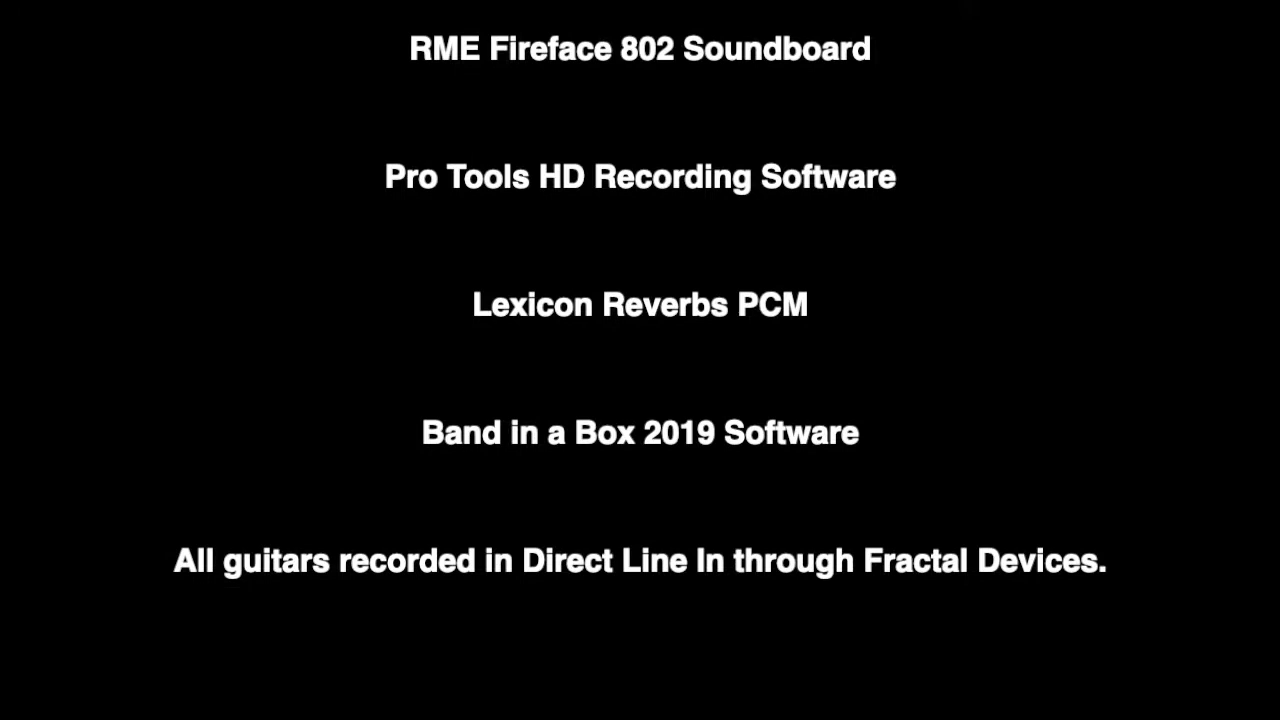 RME Fireface 802 Soundboard
Pro Tools HD Recording Software
Lexicon Reverbs PCM
Band in a Box 2019 Software
All guitars recorded in Direct Line In through Fractal Devices.